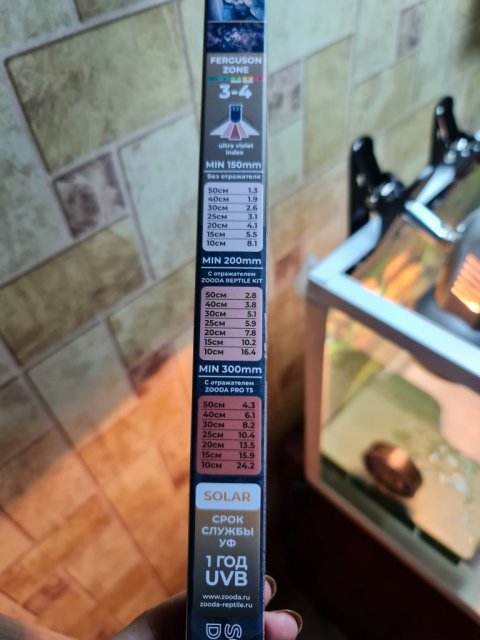 FERGUSON
ZONE
3-4
ultra violet
index
MIN 150mm
Без отражателя
50см 1.3
40см 1.9
30см 2.6
25см 3.1
20см 4.1
15см 5.5
10см 8.1
MIN 200mm
С отражателем
ZOODA REPTILE KIT
50см 2.8
40см 3.8
30см 5.1
25см 5.9
20см 7.8
15см 10.2
10см 16.4
MIN 300mm
С отражателем
ZOODA PRO T5
50см 4.3
40см 6.1
30см 8.2
25см 10.4
20см 13.5
15см 15.9
10см 24.2
SOLAR
СРОК
СЛУЖБЫ
УФ
1 ГОД
UVB
www.zooda.ru
zooda-reptile.ru